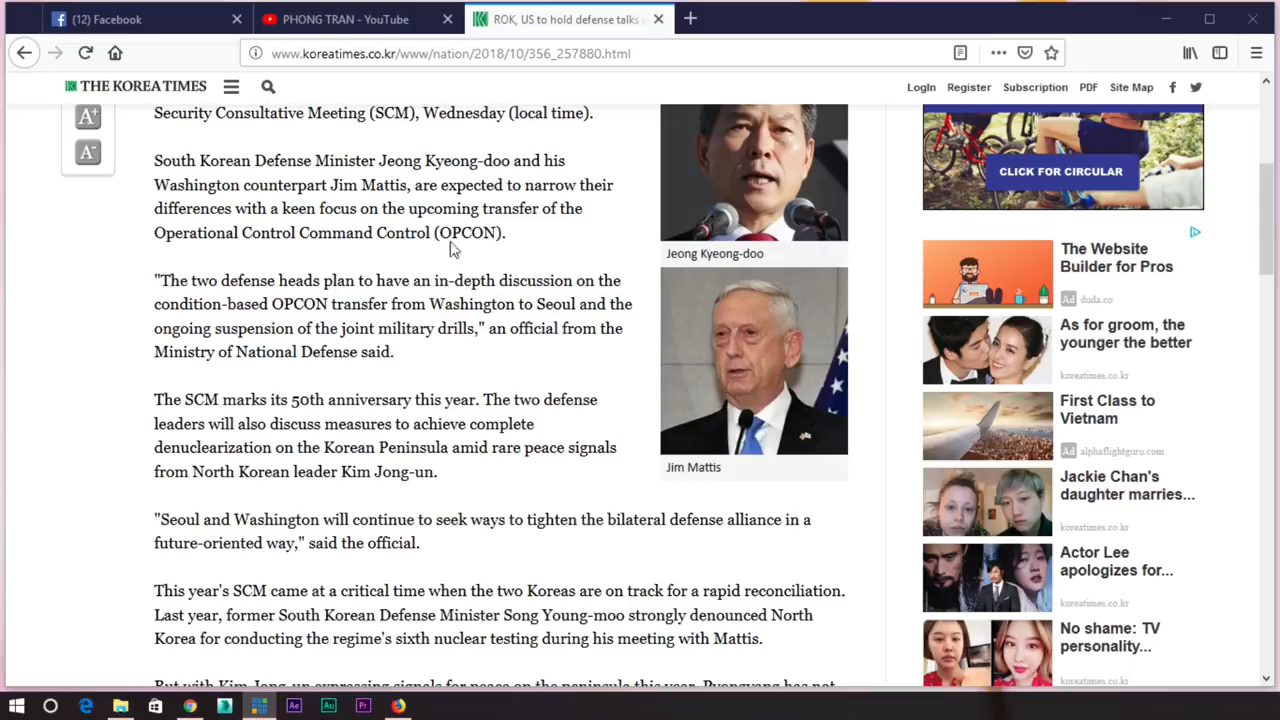 (12) Facebook
PHONG TRAN - YouTube
ROK, US to hold defense talks
www.koreatimes.co.kr/www/nation/2018/10/356_257880.html
THE KOREA TIMES
LogIn Register Subscription PDF Site Map
A+
A-
Security Consultative Meeting (SCM), Wednesday (local time).
South Korean Defense Minister Jeong Kyeong-doo and his
Washington counterpart Jim Mattis, are expected to narrow their
differences with a keen focus on the upcoming transfer of the
Operational Control Command Control (OPCON).
"The two defense heads plan to have an in-depth discussion on the
condition-based OPCON transfer from Washington to Seoul and the
ongoing suspension of the joint military drills," an official from the
Ministry of National Defense said.
The SCM marks its 50th anniversary this year. The two defense
leaders will also discuss measures to achieve complete
denuclearization on the Korean Peninsula amid rare peace signals
from North Korean leader Kim Jong-un.
"Seoul and Washington will continue to seek ways to tighten the bilateral defense alliance in a
future-oriented way," said the official.
This year's SCM came at a critical time when the two Koreas are on track for a rapid reconciliation.
Last year, former South Korean Defense Minister Song Young-moo strongly denounced North
Korea for conducting the regime's sixth nuclear testing during his meeting with Mattis.
Jeong Kyeong-doo
Jim Mattis
CLICK FOR CIRCULAR
The Website
Builder for Pros
Ad duda.co
As for groom, the
younger the better
koreatimes.co.kr
First Class to
Vietnam
Ad alphaflightguru.com
Jackie Chan's
daughter marries...
koreatimes.co.kr
Actor Lee
apologizes for...
koreatimes.co.kr
No shame: TV
personality...
koreatimes.co.kr
Ae
Au
Pr